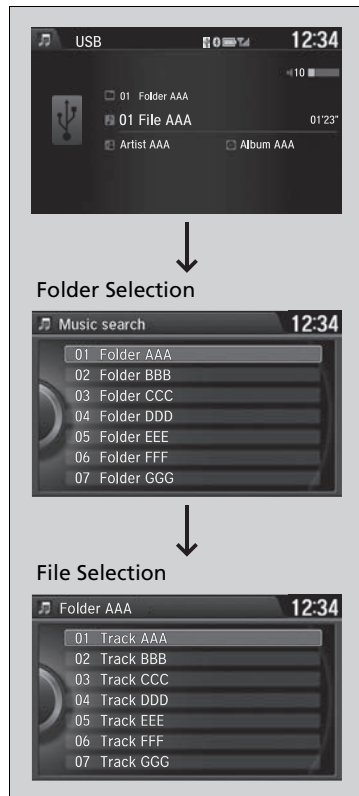 USB 12:34
10
01 Folder AAA
01 File AAA 01'23"
Artist AAA Album AAA
Folder Selection
Music search 12:34
01 Folder AAA
02 Folder BBB
03 Folder CCC
04 Folder DDD
05 Folder EEE
06 Folder FFF
07 Folder GGG
File Selection
Folder AAA 12:34
01 Track AAA
02 Track BBB
03 Track CCC
04 Track DDD
05 Track EEE
06 Track FFF
07 Track GGG